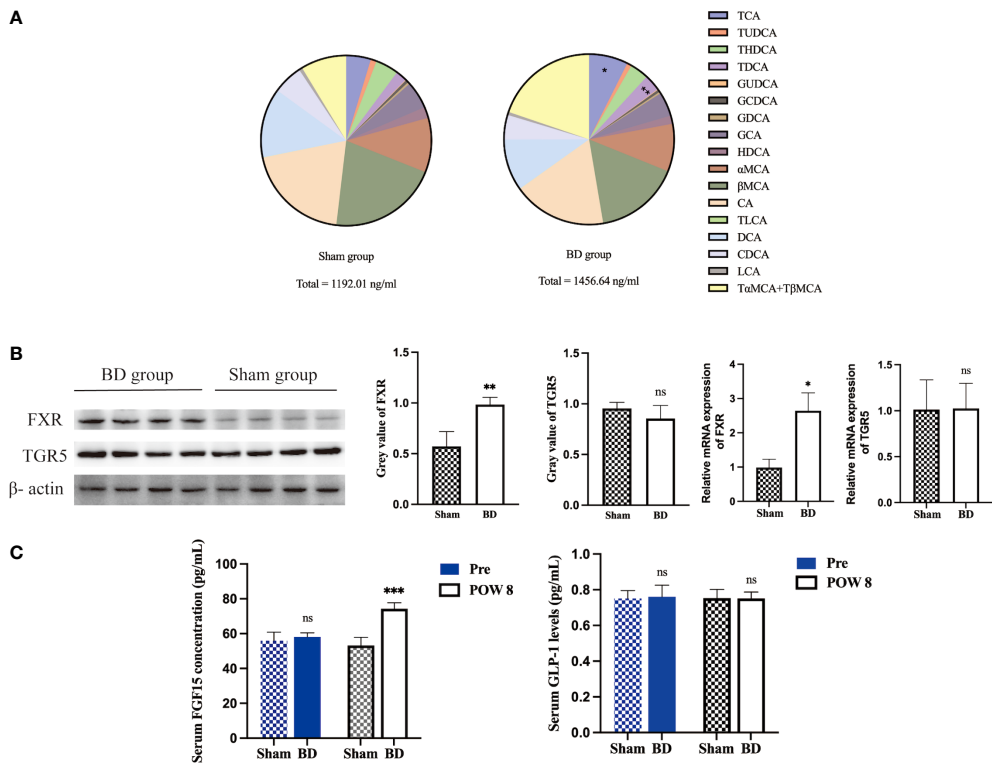 A
TCA
TUDCA
THDCA
TDCA
GUDCA
GCDCA
GDCA
GCA
HDCA
αMCA
βMCA
CA
TLCA
DCA
CDCA
LCA
TαMCA+TβMCA
*
**
Sham group
BD group
Total = 1192.01 ng/ml
Total = 1456.64 ng/ml
B
BD group
Sham group
FXR
TGR5
β- actin
Grey value of FXR
1.5
1.0
0.5
0.0
**
Sham
BD
Gray value of TGR5
1.5
1.0
0.5
0.0
ns
Sham
BD
Relative mRNA expression
of FXR
4
3
2
1
0
*
Sham
BD
Relative mRNA expression
of TGR5
1.5
1.0
0.5
0.0
ns
Sham
BD
C
Serum FGF15 concentration (pg/mL)
100
80
60
40
20
0
ns
***
Sham BD
Sham BD
Pre
POW 8
Serum GLP-1 levels (pg/mL)
1.0
0.8
0.6
0.4
0.2
0.0
ns
ns
Sham BD
Sham BD
Pre
POW 8